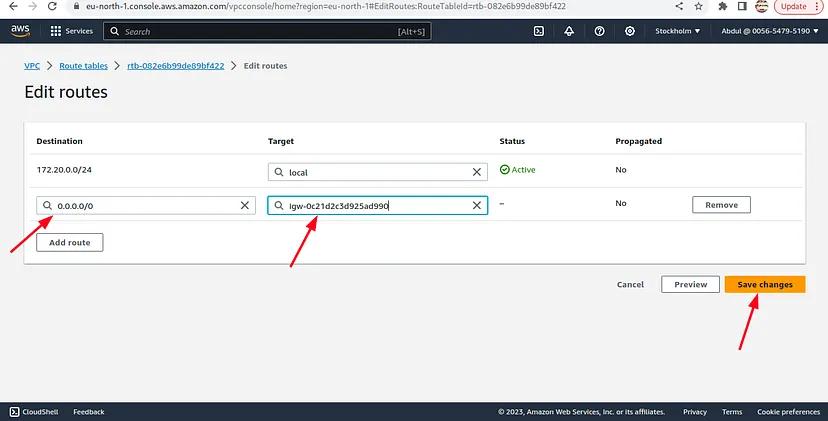 eu-north-1.console.aws.amazon.com/vpcconsole/home?region=eu-north-1#EditRoutes:RouteTableId=rtb-082e6b99de89bf422
Update
aws Services Search [Alt+S] Stockholm Abdul @ 0056-5479-5190
VPC Route tables rtb-082e6b99de89bf422 Edit routes
Edit routes
Destination Target Status Propagated
172.20.0.0/24 local Active No
0.0.0.0/0 igw-0c21d2c3d925ad990 – No Remove
Add route
Cancel Preview Save changes
CloudShell Feedback © 2023, Amazon Web Services, Inc. or its affiliates. Privacy Terms Cookie preferences